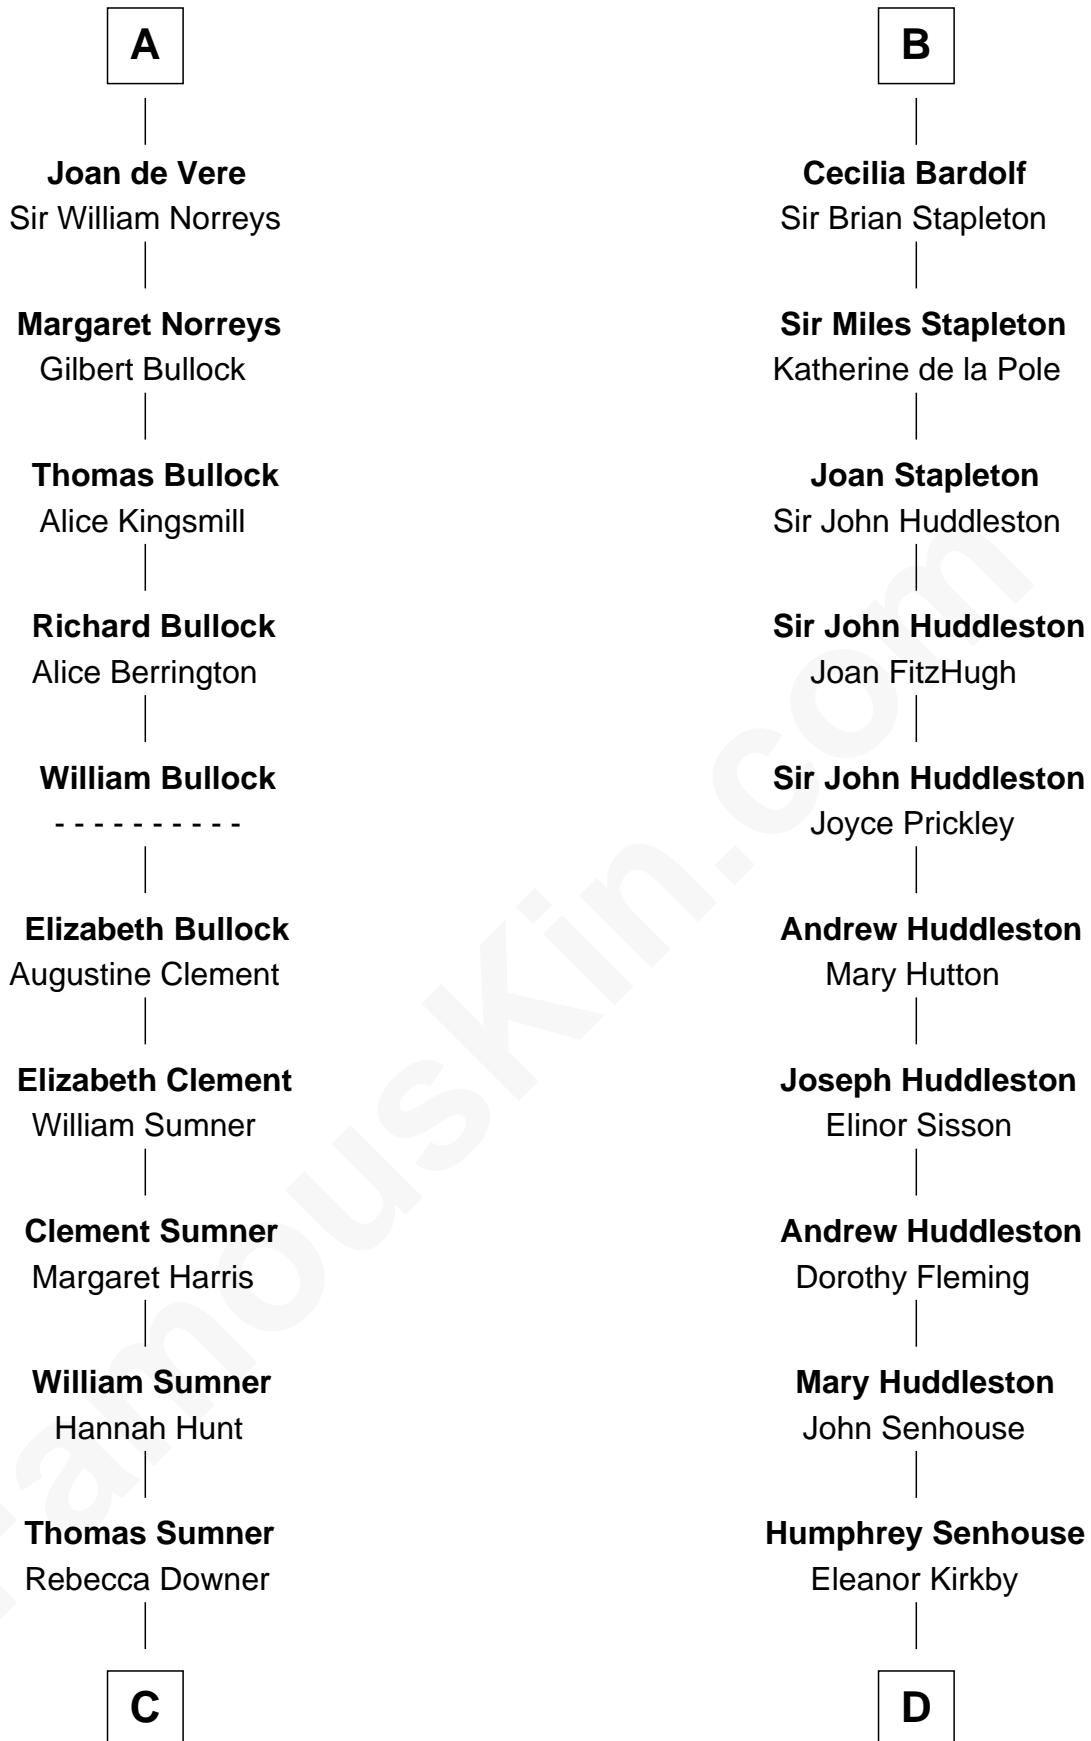 A
Joan de Vere
Sir William Norreys
Margaret Norreys
Gilbert Bullock
Thomas Bullock
Alice Kingsmill
Richard Bullock
Alice Berrington
William Bullock
- - - - - - - - - -
Elizabeth Bullock
Augustine Clement
Elizabeth Clement
William Sumner
Clement Sumner
Margaret Harris
William Sumner
Hannah Hunt
Thomas Sumner
Rebecca Downer
C
B
Cecilia Bardolf
Sir Brian Stapleton
Sir Miles Stapleton
Katherine de la Pole
Joan Stapleton
Sir John Huddleston
Sir John Huddleston
Joan FitzHugh
Sir John Huddleston
Joyce Prickley
Andrew Huddleston
Mary Hutton
Joseph Huddleston
Elinor Sisson
Andrew Huddleston
Dorothy Fleming
Mary Huddleston
John Senhouse
Humphrey Senhouse
Eleanor Kirkby
D
FamousKin.com